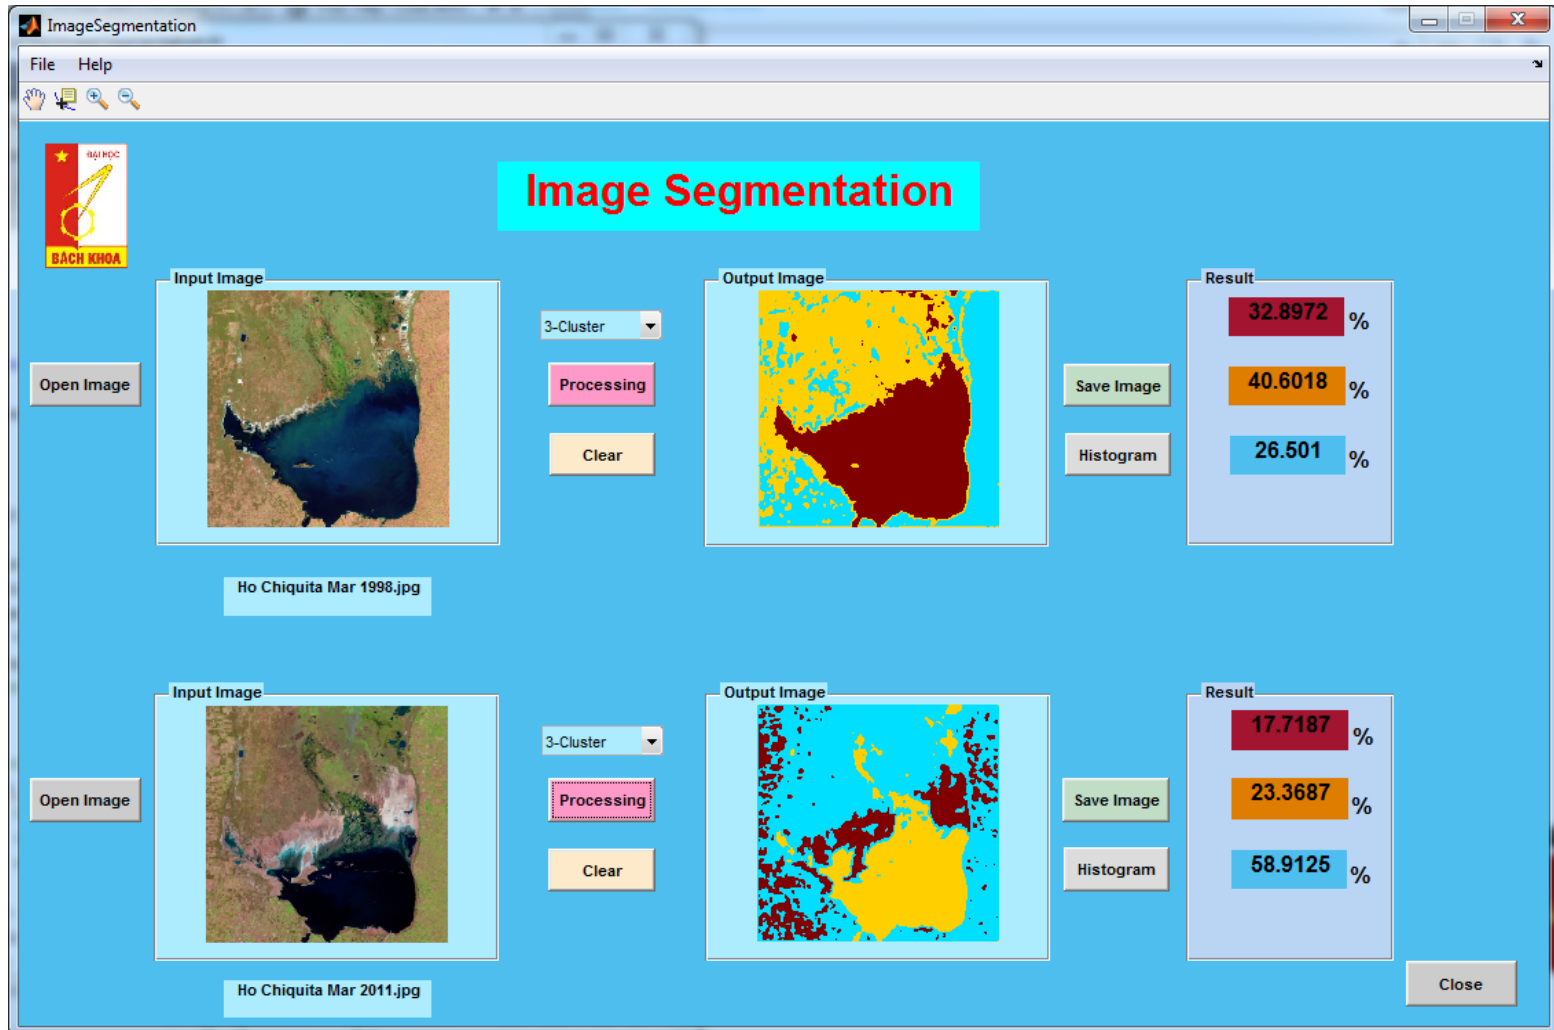 ImageSegmentation
File Help
ĐẠI HỌC
BÁCH KHOA
Image Segmentation
Input Image
Output Image
Result
3-Cluster
32.8972 %
Open Image
Processing
Save Image
40.6018 %
Clear
Histogram
26.501 %
Ho Chiquita Mar 1998.jpg
Input Image
Output Image
Result
3-Cluster
17.7187 %
Open Image
Processing
Save Image
23.3687 %
Clear
Histogram
58.9125 %
Ho Chiquita Mar 2011.jpg
Close